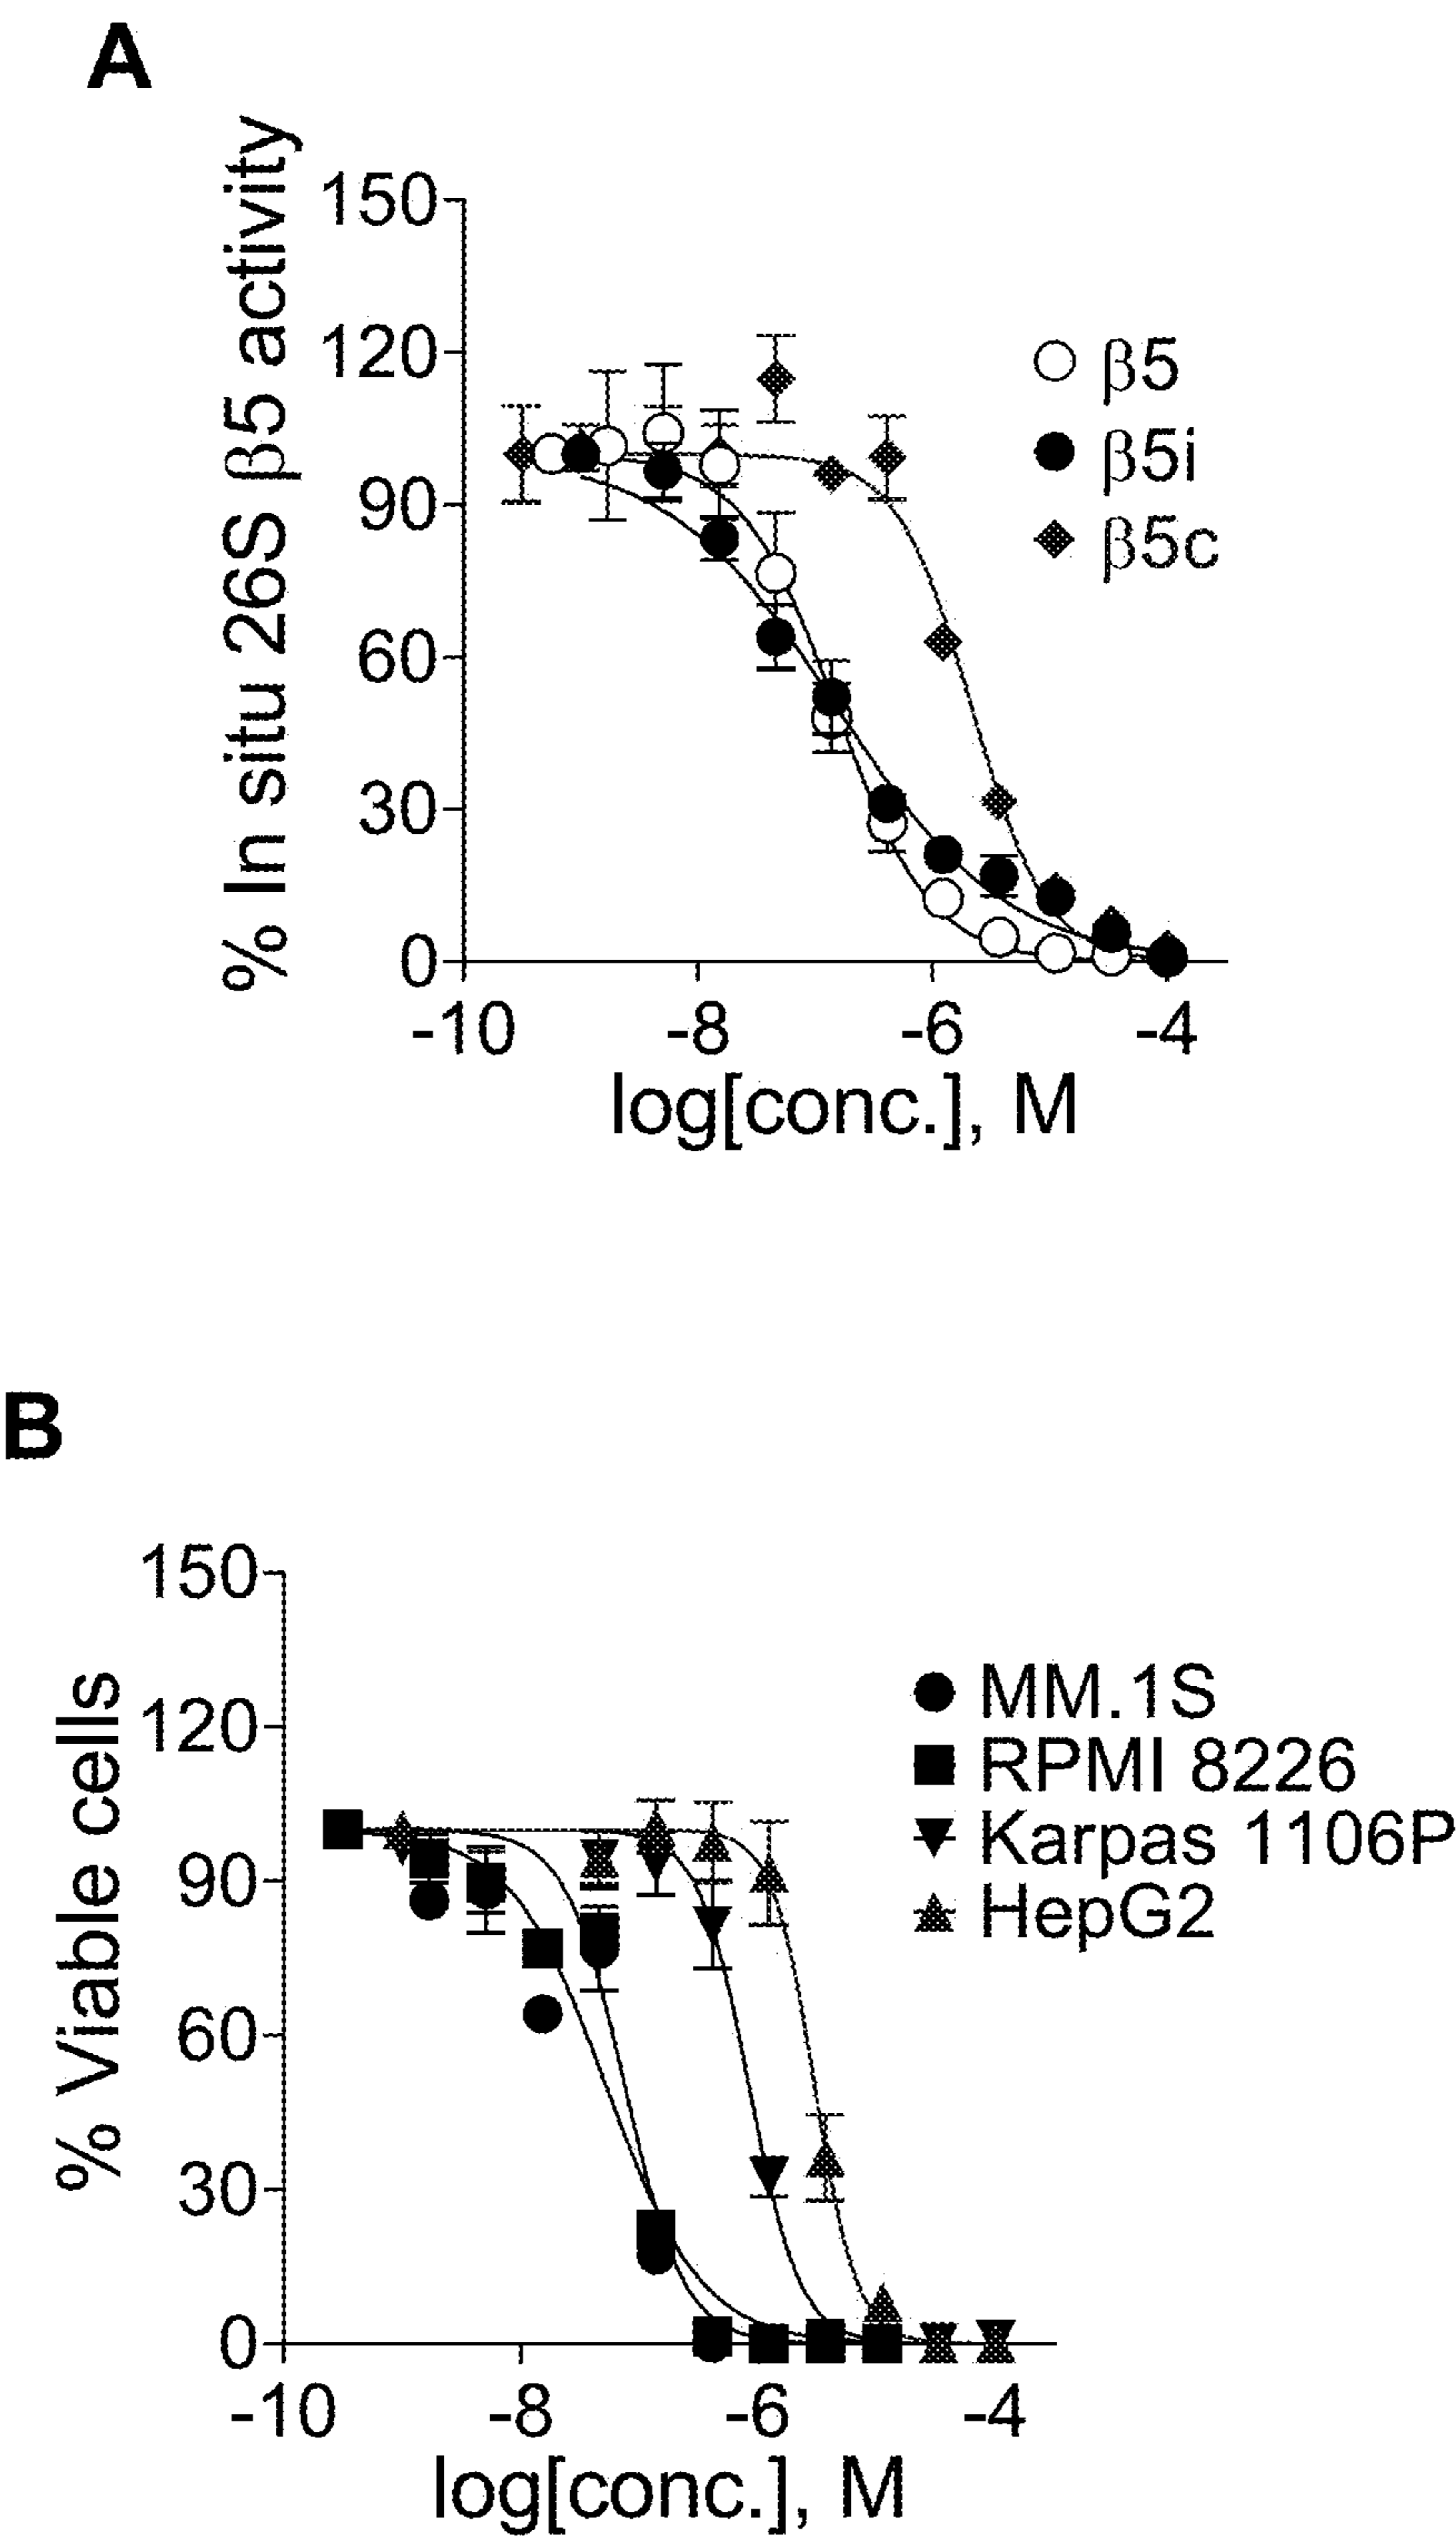 A
% In situ 26S β5 activity
150
120
90
60
30
0
-10 -8 -6 -4
log[conc.], M
β5
β5i
β5c
B
% Viable cells
150
120
90
60
30
0
-10 -8 -6 -4
log[conc.], M
MM.1S
RPMI 8226
Karpas 1106P
HepG2